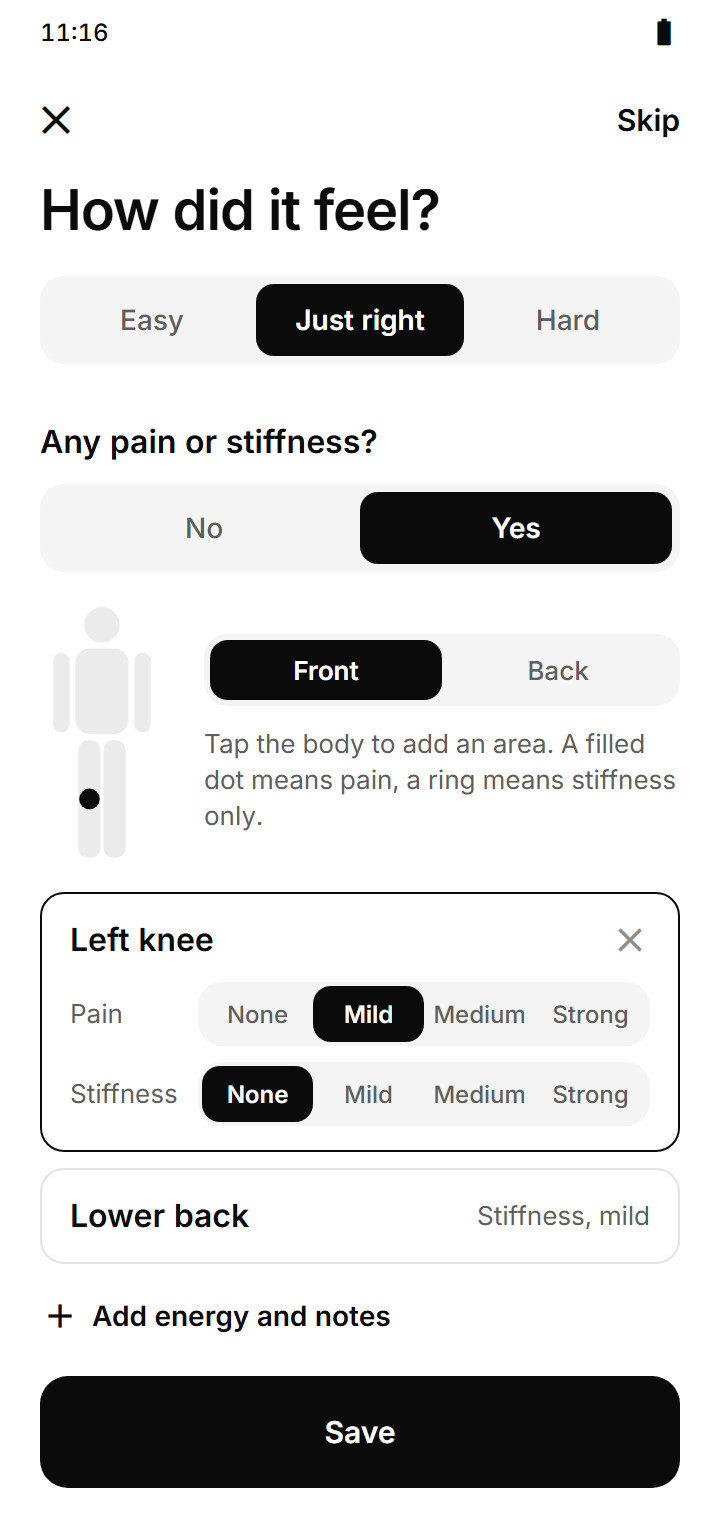 11:16
Skip
How did it feel?
Easy
Just right
Hard
Any pain or stiffness?
No
Yes
Front
Back
Tap the body to add an area. A filled
dot means pain, a ring means stiffness
only.
Left knee
Pain
None
Mild
Medium
Strong
Stiffness
None
Mild
Medium
Strong
Lower back
Stiffness, mild
Add energy and notes
Save